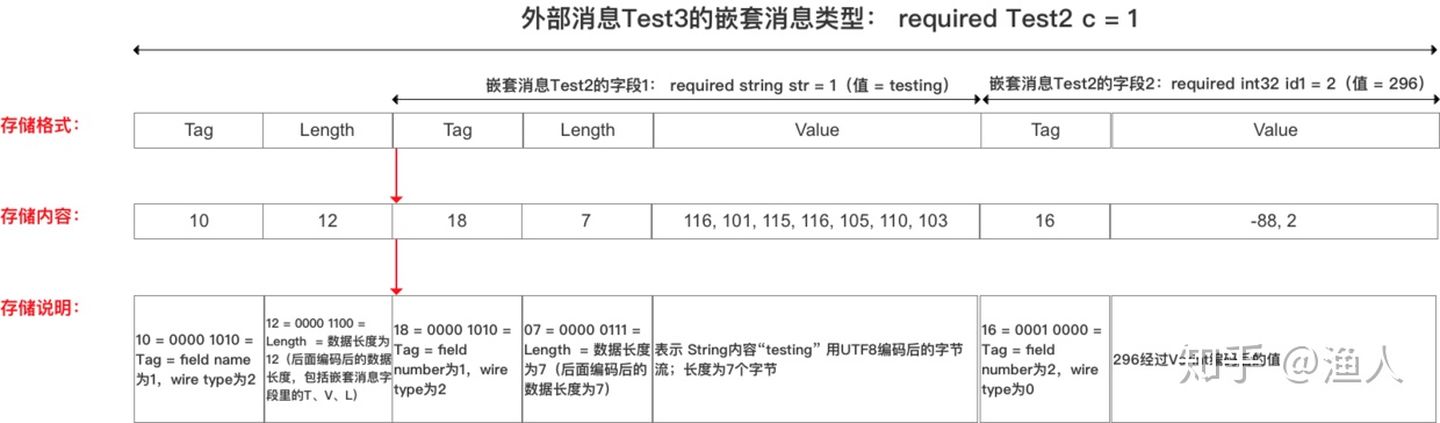 外部消息Test3的嵌套消息类型： required Test2 c = 1
嵌套消息Test2的字段1： required string str = 1（值 = testing）
嵌套消息Test2的字段2：required int32 id1 = 2（值 = 296）
存储格式：
Tag
Length
Tag
Length
Value
Tag
Value
存储内容：
10
12
18
7
116, 101, 115, 116, 105, 110, 103
16
-88, 2
存储说明：
10 = 0000 1010 =
Tag = field name
为1，wire type为2
12 = 0000 1100 =
Length = 数据长度为
12（后面编码后的数据
长度，包括嵌套消息字
段里的T、V、L）
18 = 0000 1010 =
Tag = field
number为1，wire
type为2
07 = 0000 0111 =
Length = 数据长度
为7（后面编码后的
数据长度为7）
表示 String内容“testing” 用UTF8编码后的字节
流；长度为7个字节
16 = 0001 0000 =
Tag = field
number为2，wire
type为0
296经过Varint编码后的值
知乎 @渔人